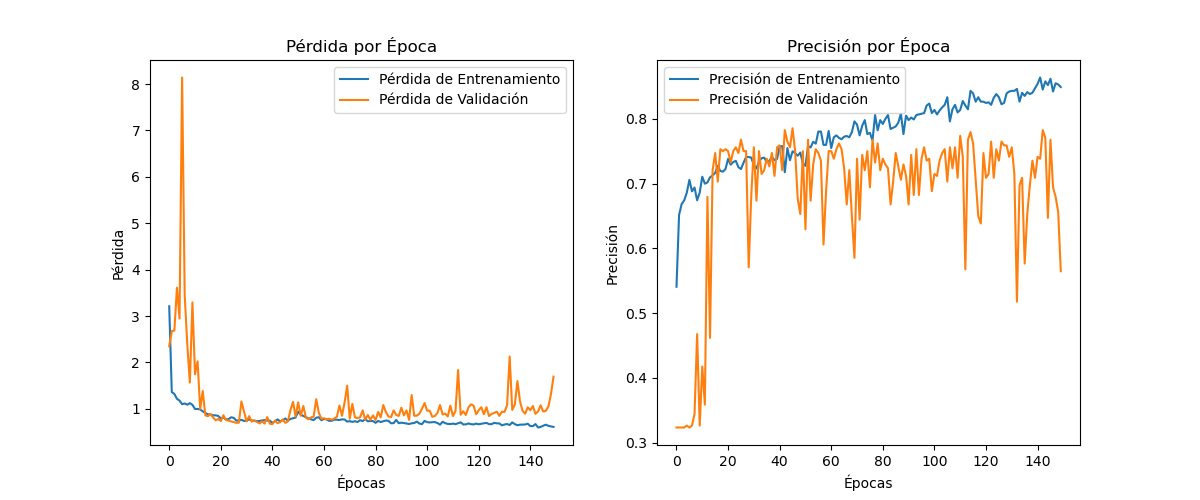 Pérdida por Época
Pérdida de Entrenamiento
Pérdida de Validación
8
7
6
5
4
3
2
1
Pérdida
0 20 40 60 80 100 120 140
Épocas
Precisión por Época
Precisión de Entrenamiento
Precisión de Validación
0.8
0.7
0.6
0.5
0.4
0.3
Precisión
0 20 40 60 80 100 120 140
Épocas